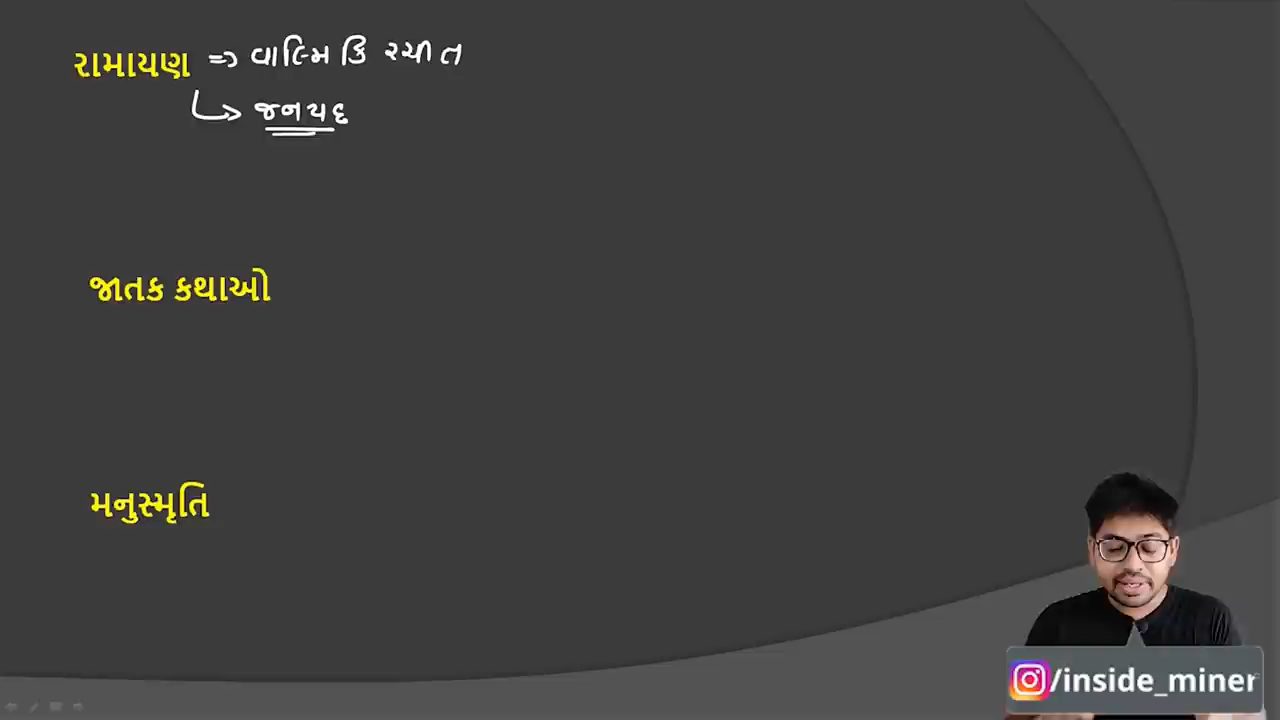 રામાયણ => વાલ્મિકિ રચીત
જનપદ
જાતક કથાઓ
મનુસ્મૃતિ
/inside_miner